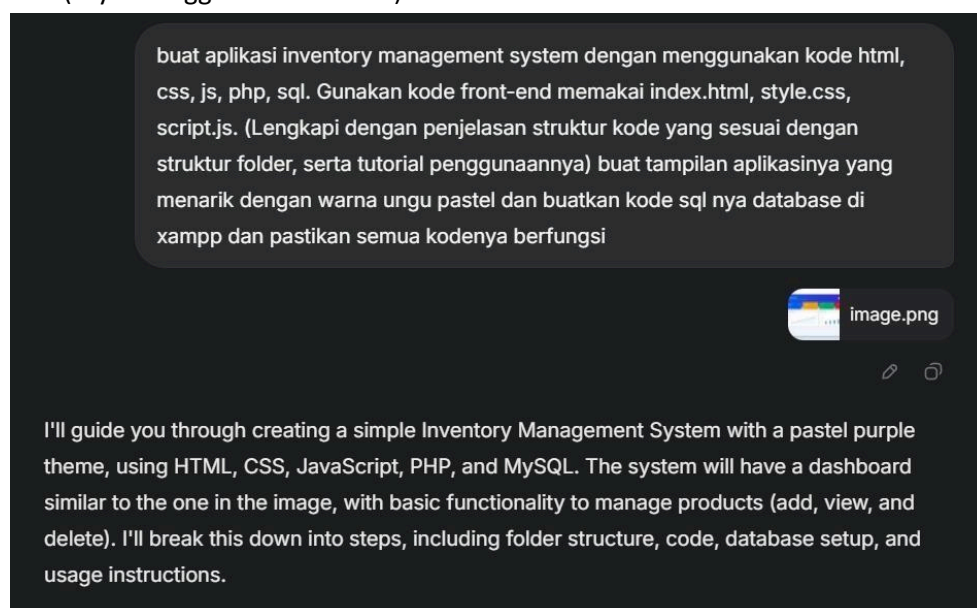 buat aplikasi inventory management system dengan menggunakan kode html,
css, js, php, sql. Gunakan kode front-end memakai index.html, style.css,
script.js. (Lengkapi dengan penjelasan struktur kode yang sesuai dengan
struktur folder, serta tutorial penggunaannya) buat tampilan aplikasinya yang
menarik dengan warna ungu pastel dan buatkan kode sql nya database di
xampp dan pastikan semua kodenya berfungsi
image.png
I'll guide you through creating a simple Inventory Management System with a pastel purple
theme, using HTML, CSS, JavaScript, PHP, and MySQL. The system will have a dashboard
similar to the one in the image, with basic functionality to manage products (add, view, and
delete). I'll break this down into steps, including folder structure, code, database setup, and
usage instructions.